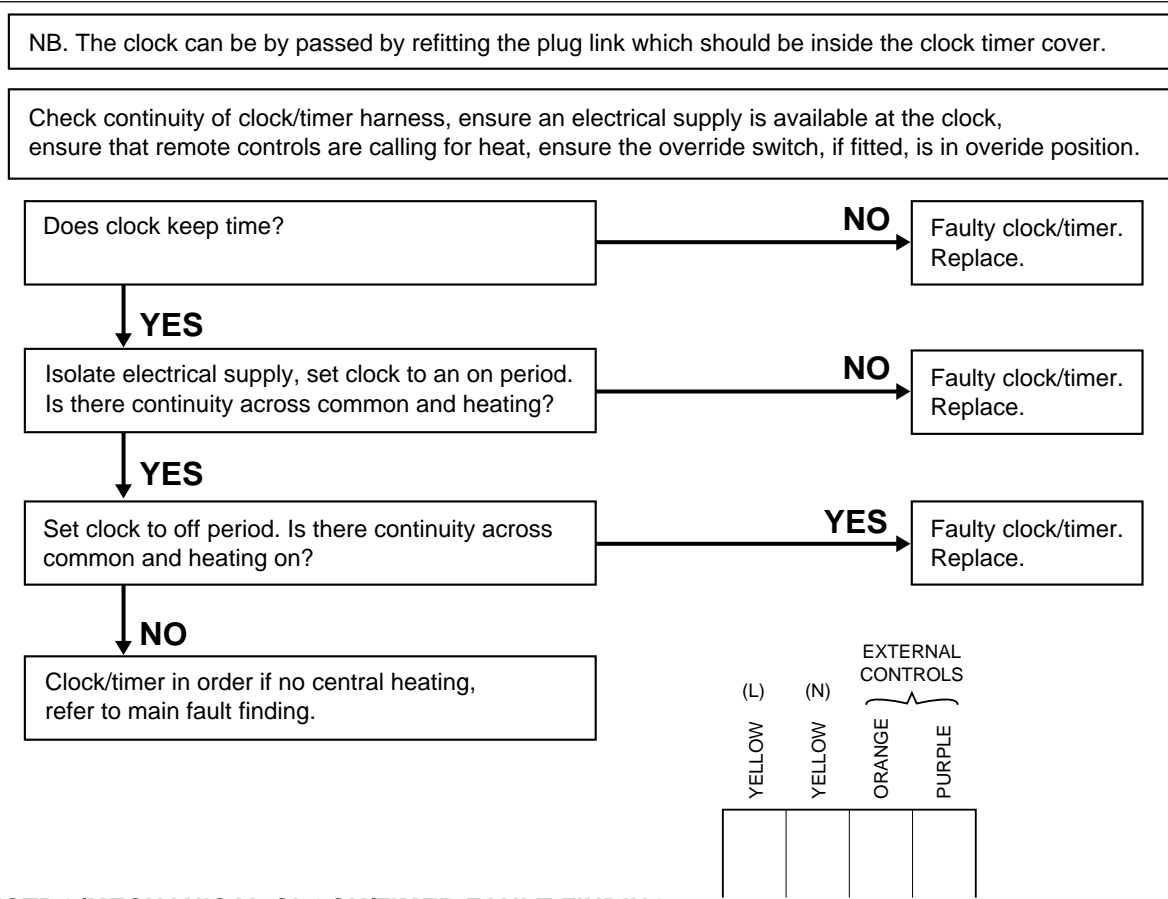 NB. The clock can be by passed by refitting the plug link which should be inside the clock timer cover.
Check continuity of clock/timer harness, ensure an electrical supply is available at the clock,
ensure that remote controls are calling for heat, ensure the override switch, if fitted, is in overide position.
Does clock keep time?
NO
Faulty clock/timer.
Replace.
YES
Isolate electrical supply, set clock to an on period.
Is there continuity across common and heating?
NO
Faulty clock/timer.
Replace.
YES
Set clock to off period. Is there continuity across
common and heating on?
YES
Faulty clock/timer.
Replace.
NO
Clock/timer in order if no central heating,
refer to main fault finding.
EXTERNAL
CONTROLS
(L)
(N)
YELLOW
YELLOW
ORANGE
PURPLE